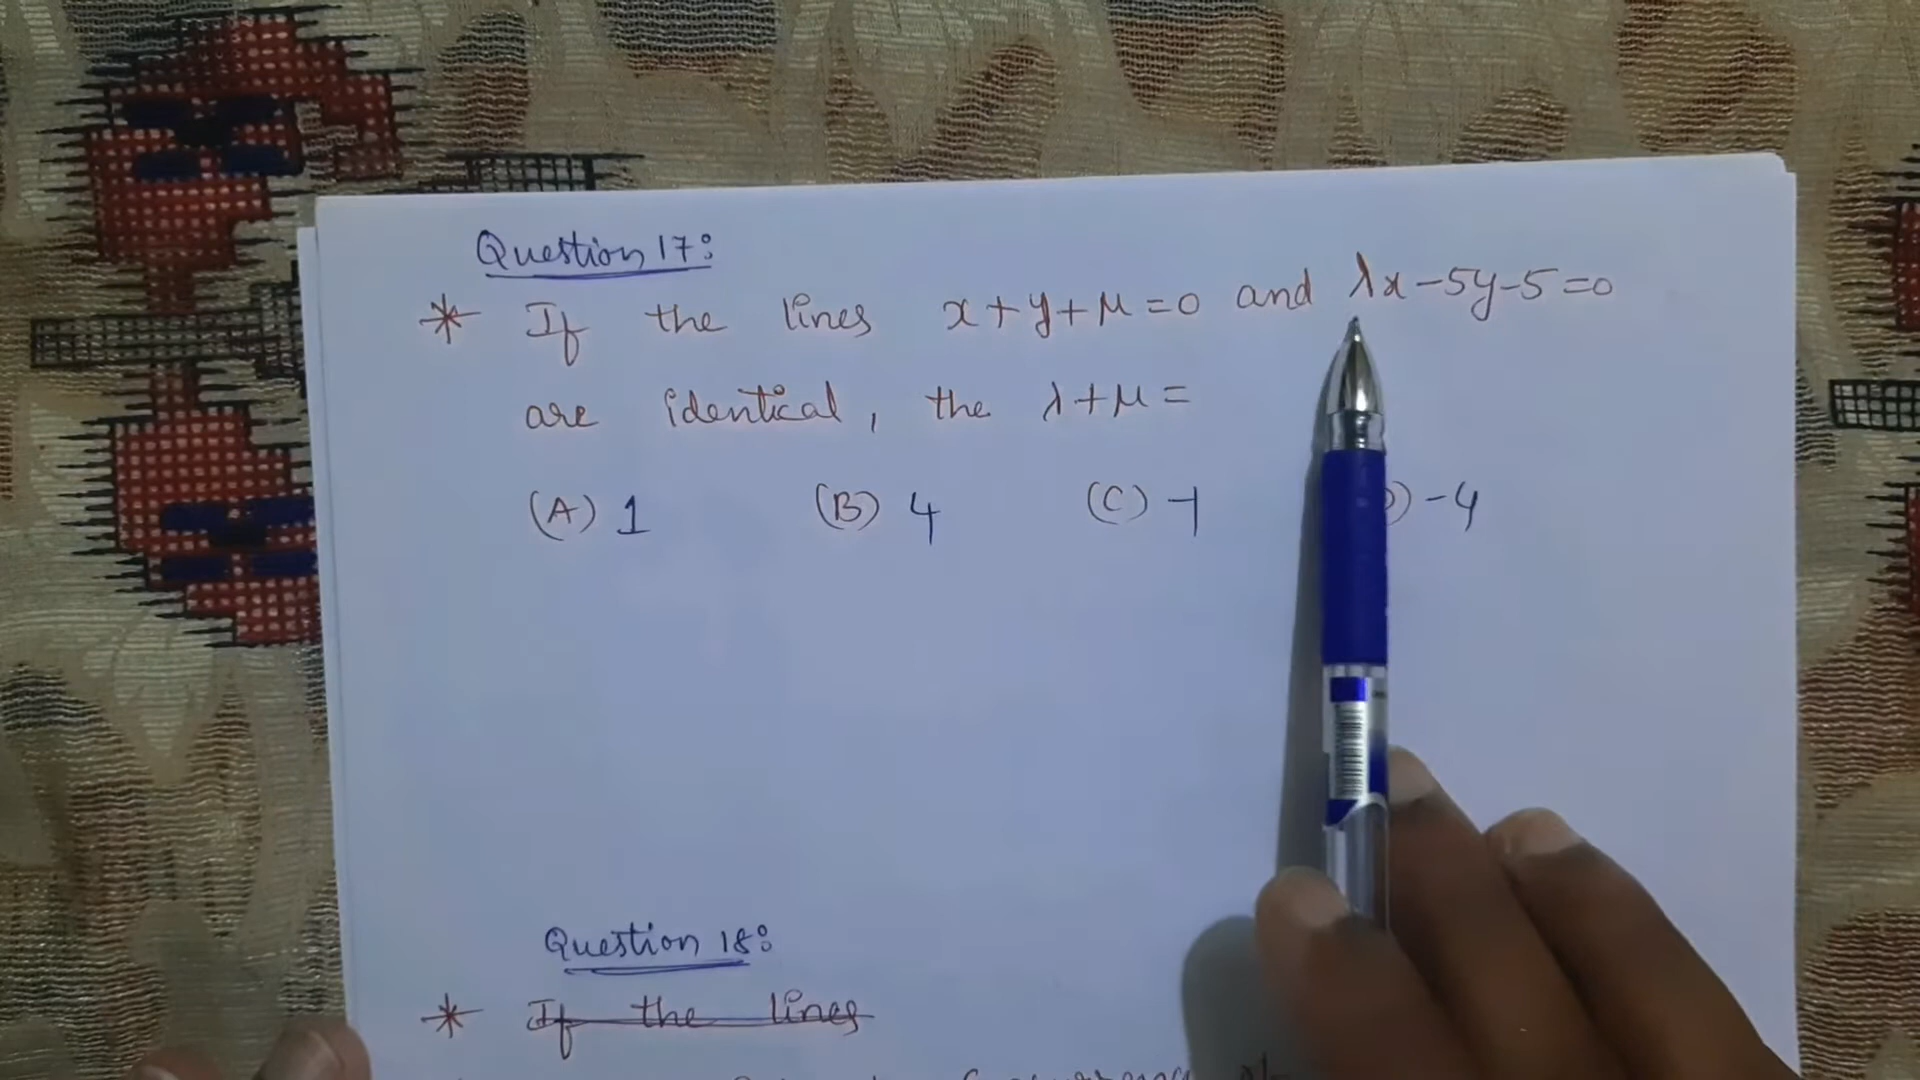 Question 17:
* If the lines x+y+μ=0 and λx-5y-5=0
are identical, the λ+μ=
(A) 1 (B) 4 (C) -1 ) -4
Question 18:
* If the lines